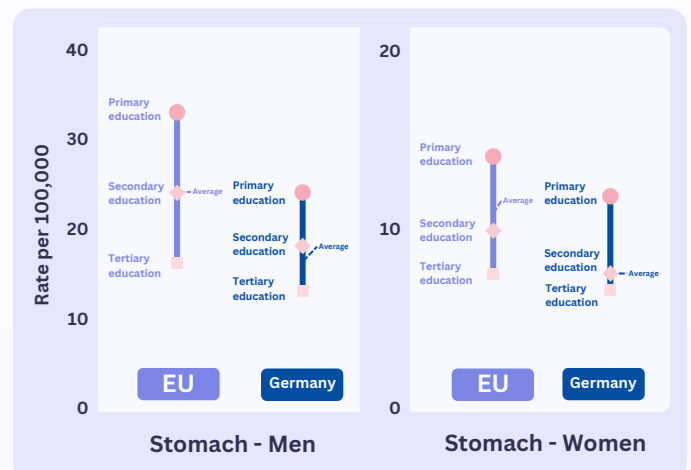 40
30
20
10
0
Rate per 100,000
Primary
education
Secondary
education
Average
Tertiary
education
Primary
education
Secondary
education
Average
Tertiary
education
EU
Germany
Stomach - Men
20
10
0
Primary
education
Average
Secondary
education
Tertiary
education
Primary
education
Secondary
education
Average
Tertiary
education
EU
Germany
Stomach - Women